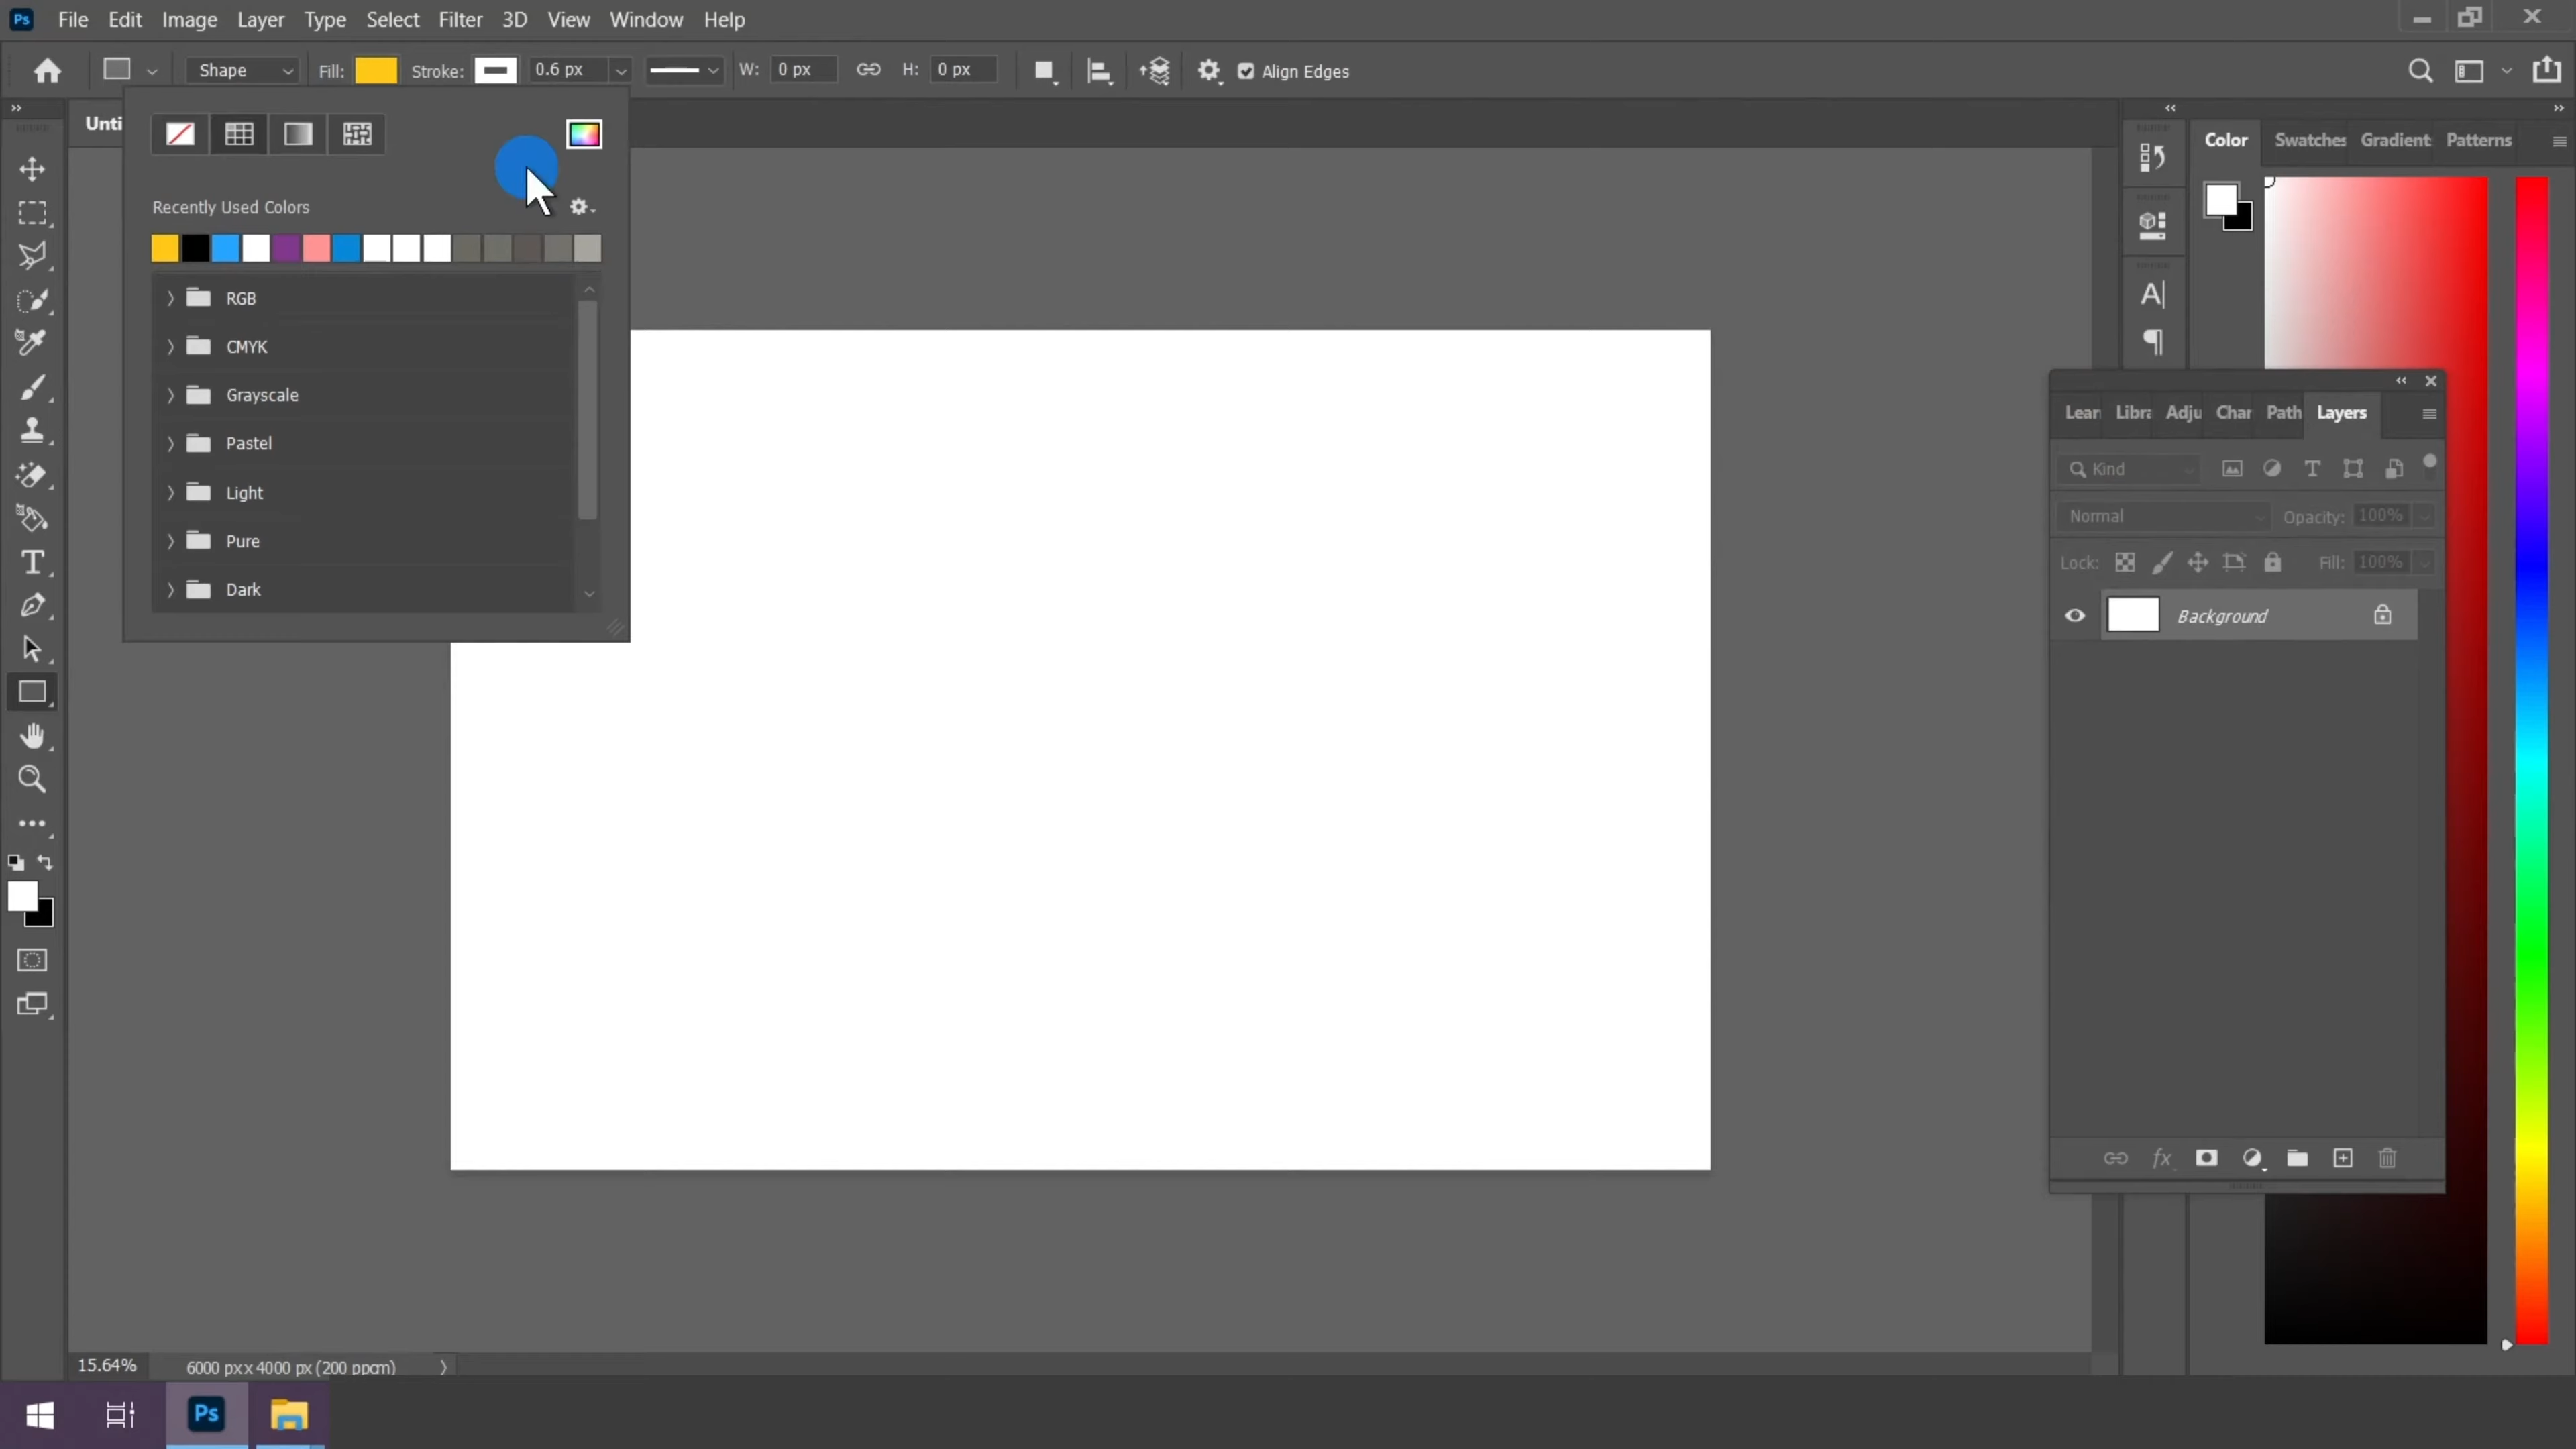 Ps File Edit Image Layer Type Select Filter 3D View Window Help
Shape Fill: Stroke: 0.6 px W: 0 px H: 0 px Align Edges
Unti
Recently Used Colors
RGB
CMYK
Grayscale
Pastel
Light
Pure
Dark
Color Swatches Gradient Patterns
Lear Libra Adju Char Path Layers
Kind
Normal Opacity: 100%
Lock: Fill: 100%
Background
fx
15.64% 6000 px x 4000 px (200 ppcm)
Ps